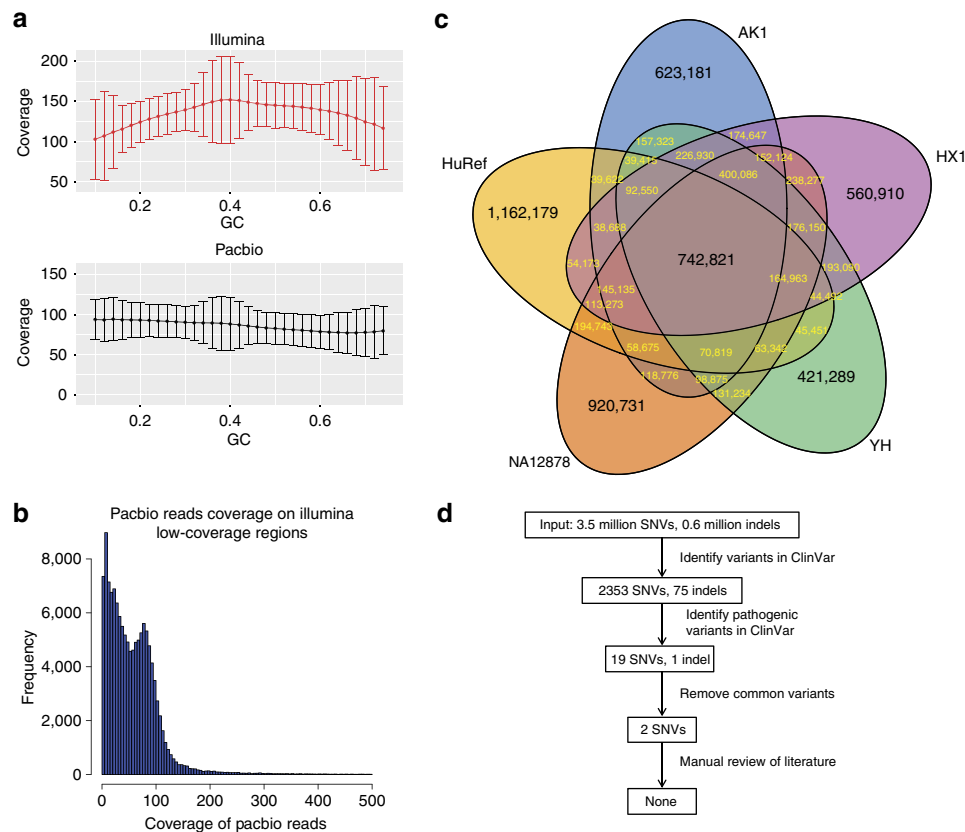 a
Illumina
200
150
100
50
Coverage
0.2 0.4 0.6
GC
Pacbio
150
100
50
0
Coverage
0.2 0.4 0.6
GC
b
Pacbio reads coverage on illumina
low-coverage regions
8,000
6,000
4,000
2,000
0
Frequency
0 100 200 300 400 500
Coverage of pacbio reads
c
AK1
623,181
HX1
560,910
HuRef
1,162,179
157,323
174,647
39,415
226,930
152,124
39,622
92,550
400,086
238,277
38,688
176,150
742,821
54,173
193,090
164,963
145,135
44,492
113,273
194,743
45,451
58,675
70,819
63,342
118,776
98,875
131,234
421,289
920,731
NA12878
YH
d
Input: 3.5 million SNVs, 0.6 million indels
Identify variants in ClinVar
2353 SNVs, 75 indels
Identify pathogenic
variants in ClinVar
19 SNVs, 1 indel
Remove common variants
2 SNVs
Manual review of literature
None